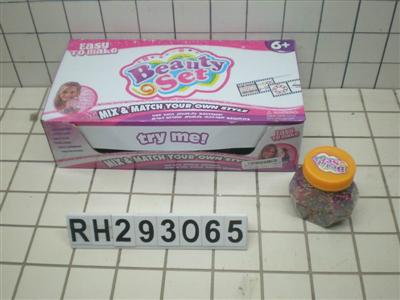 EASY
TO MAKE
6+
Beauty
Set
MIX & MATCH YOUR OWN STYLE
try me!
MIX & MATCH YOUR OWN STYLE
RH293065